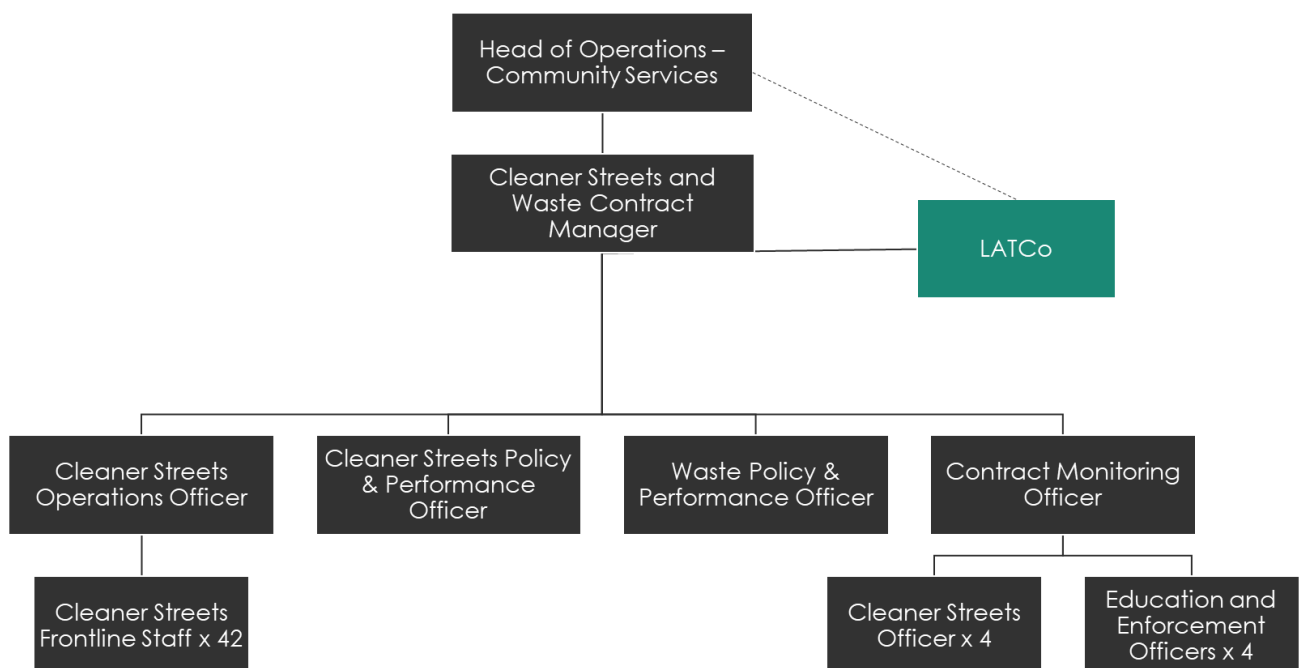 Head of Operations –
Community Services
Cleaner Streets and
Waste Contract
Manager
LATCo
Cleaner Streets
Operations Officer
Cleaner Streets Policy
& Performance
Officer
Waste Policy &
Performance Officer
Contract Monitoring
Officer
Cleaner Streets
Frontline Staff x 42
Cleaner Streets
Officer x 4
Education and
Enforcement
Officers x 4